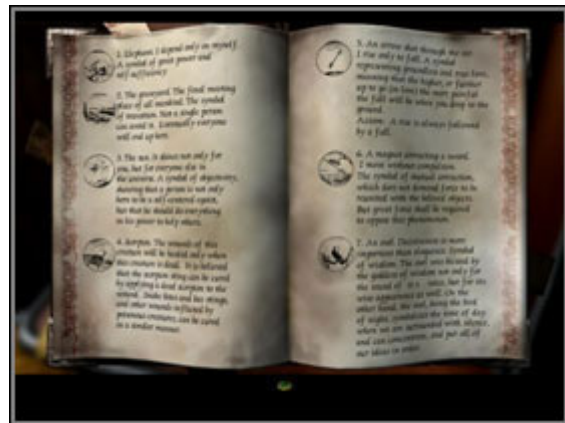 1. Elephant. I depend only on myself.
A symbol of great power and
self sufficiency.
2. The graveyard. The final meeting
place of all mankind. The symbol
of Not a single person
can avoid it. Eventually everyone
will end up here.
3. The sun. It shines not only for
you, but for everyone else in
the universe. A symbol of objectivity,
showing that a person is not only
here to be a self-centered egoist,
but that he should do everything
in his power to help others.
4. Scorpion. The wounds of this
creature will be healed only when
this creature is dead. It is believed
that the scorpion sting can be cured
by applying a dead scorpion to the
wound. Snake bites and bee stings,
and other wounds inflicted by
poisonous creatures, can be cured
in a similar manner.
5. An arrow shot through the air.
I rise only to fall. A symbol
representing groundless and vain hope,
meaning that the higher, or further
up to go (in lies) the more painful
the fall will be when you drop to the
ground.
Axiom: A rise is always followed
by a fall.
6. A magnet attracting a sword.
I move without compulsion.
The symbol of mutual attraction,
which does not demand force to be
reunited with the beloved objects.
But great force shall be required
to oppose this phenomenon.
7. An owl. Decisiveness is more
important than eloquence. Symbol
of wisdom. The owl was blessed by
the goddess of wisdom not only for
the sound of voice, but for its
wise appearance as well. On the
other hand, the owl, being the bird
of night, symbolizes the time of day
when we are surrounded with silence,
and can concentrate, and put all of
our ideas in order.